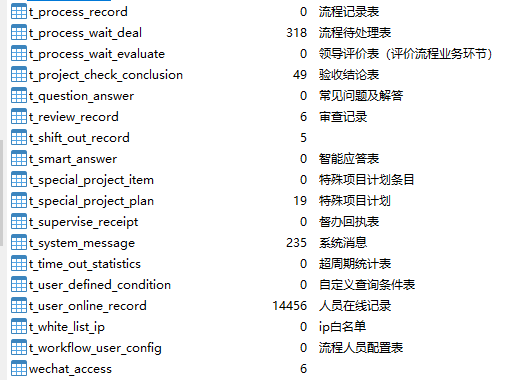 t_process_record 0 流程记录表
t_process_wait_deal 318 流程待处理表
t_process_wait_evaluate 0 领导评价表（评价流程业务环节）
t_project_check_conclusion 49 验收结论表
t_question_answer 0 常见问题及解答
t_review_record 6 审查记录
t_shift_out_record 5
t_smart_answer 0 智能应答表
t_special_project_item 0 特殊项目计划条目
t_special_project_plan 19 特殊项目计划
t_supervise_receipt 0 督办回执表
t_system_message 235 系统消息
t_time_out_statistics 0 超周期统计表
t_user_defined_condition 0 自定义查询条件表
t_user_online_record 14456 人员在线记录
t_white_list_ip 0 ip白名单
t_workflow_user_config 0 流程人员配置表
wechat_access 6